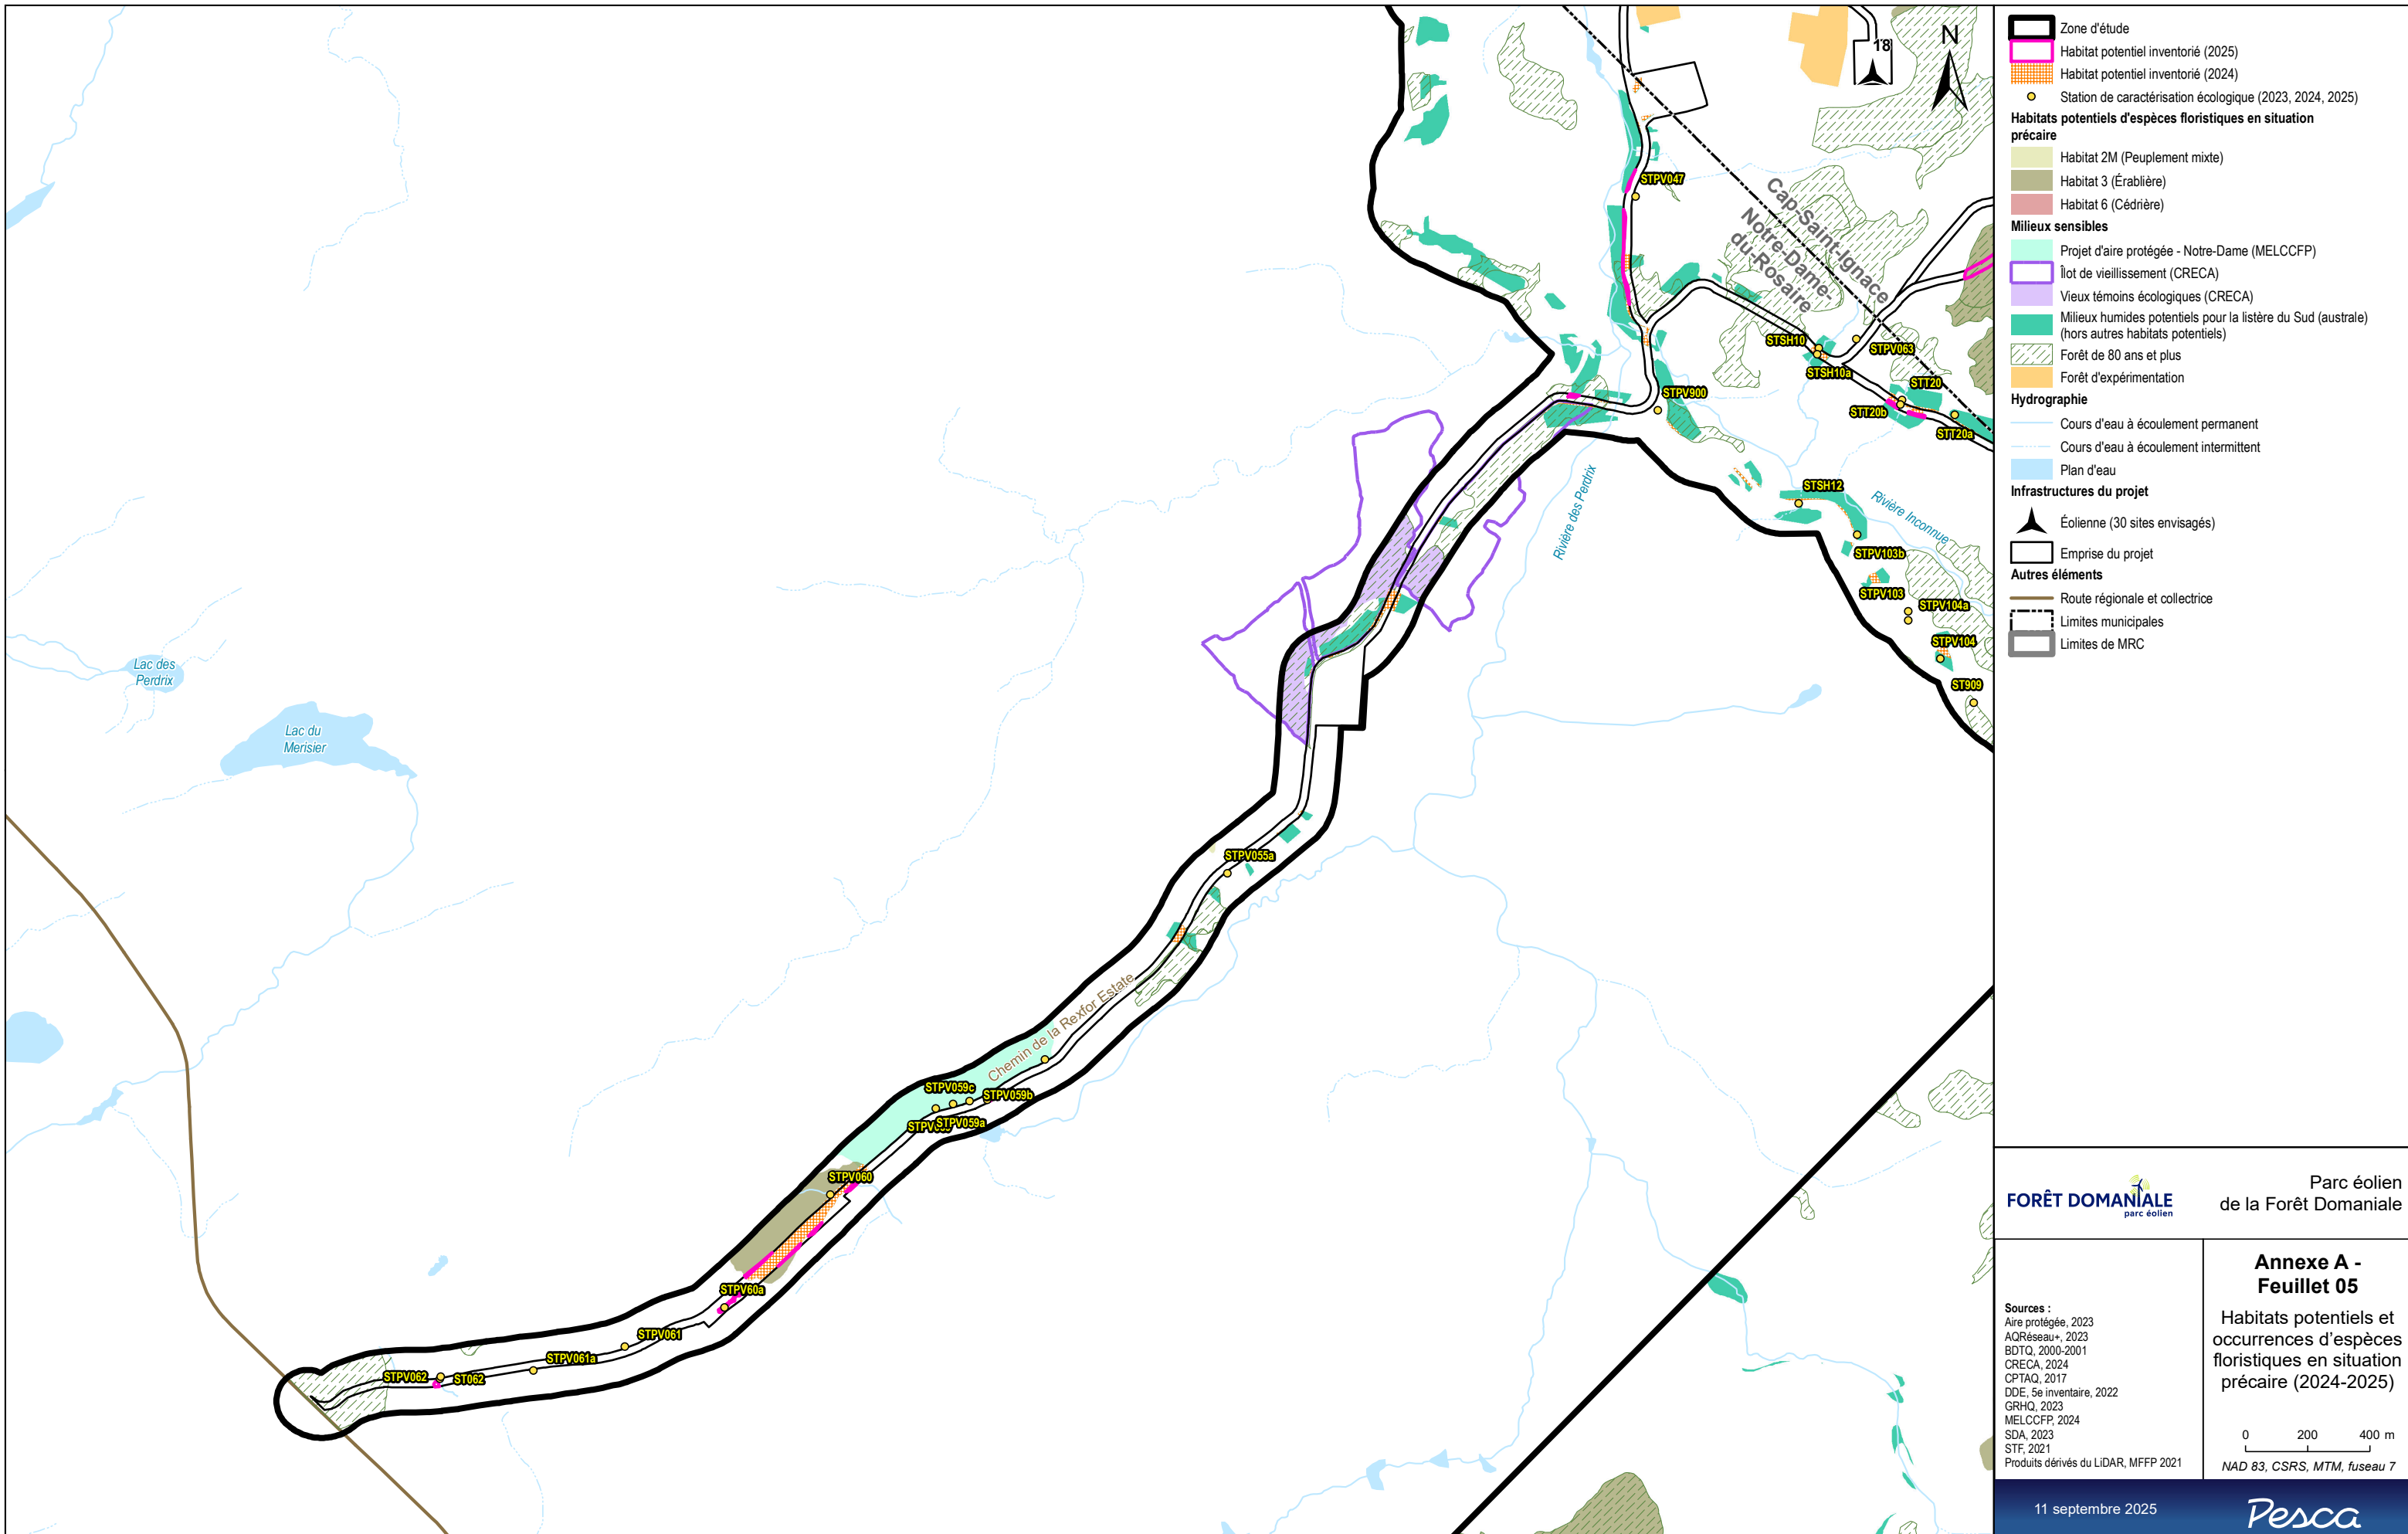 18
N
STPV047
Cap-Saint-Ignace
Notre-Dame-
du-Rosaire
STSH10
STPV063
STSH10a
STT20
STPV900
STT20b
STT20a
Rivière des Perdrix
STSH12
Rivière Inconnue
STPV103b
STPV103
STPV104a
STPV104
ST909
Lac des
Perdrix
Lac du
Merisier
STPV055a
Chemin de la Rexfor Estate
STPV059c
STPV059b
STPV059a
STPV060
STPV60a
STPV061
STPV061a
STPV062
ST062
Zone d'étude
Habitat potentiel inventorié (2025)
Habitat potentiel inventorié (2024)
Station de caractérisation écologique (2023, 2024, 2025)
Habitats potentiels d'espèces floristiques en situation
précaire
Habitat 2M (Peuplement mixte)
Habitat 3 (Érablière)
Habitat 6 (Cédrière)
Milieux sensibles
Projet d'aire protégée - Notre-Dame (MELCCFP)
Îlot de vieillissement (CRECA)
Vieux témoins écologiques (CRECA)
Milieux humides potentiels pour la listère du Sud (australe)
(hors autres habitats potentiels)
Forêt de 80 ans et plus
Forêt d'expérimentation
Hydrographie
Cours d'eau à écoulement permanent
Cours d'eau à écoulement intermittent
Plan d'eau
Infrastructures du projet
Éolienne (30 sites envisagés)
Emprise du projet
Autres éléments
Route régionale et collectrice
Limites municipales
Limites de MRC
FORÊT DOMANIALE
parc éolien
Parc éolien
de la Forêt Domaniale
Sources :
Aire protégée, 2023
AQRéseau+, 2023
BDTQ, 2000-2001
CRECA, 2024
CPTAQ, 2017
DDE, 5e inventaire, 2022
GRHQ, 2023
MELCCFP, 2024
SDA, 2023
STF, 2021
Produits dérivés du LiDAR, MFFP 2021
Annexe A -
Feuillet 05
Habitats potentiels et
occurrences d'espèces
floristiques en situation
précaire (2024-2025)
0 200 400 m
NAD 83, CSRS, MTM, fuseau 7
11 septembre 2025
Pesca